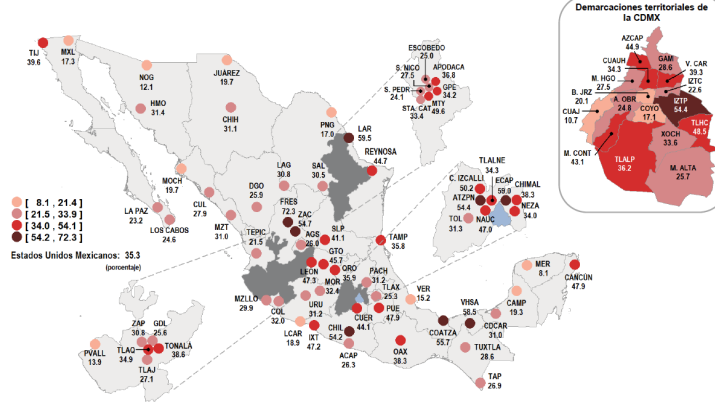 Demarcaciones territoriales de
la CDMX
AZCAP
44.9
CUAUH
34.3
GAM
28.6
V. CAR
39.3
M. HGO
27.5
IZTC
22.6
B. JRZ
20.1
A. OBR
24.8
COYO
17.1
IZTP
54.4
CUAJ
10.7
TLHC
48.5
XOCH
33.6
M. CONT
43.1
TLALP
36.2
M. ALTA
25.7
TIJ
39.6
MXL
17.3
NOG
12.1
JUÁREZ
19.7
HMO
31.4
CHIH
31.1
ESCOBEDO
25.0
S. NICO
27.5
APODACA
36.8
S. PEDR
24.1
GPE
34.2
MTY
49.6
STA. CAT
33.4
PNG
17.0
LAR
59.5
REYNOSA
44.7
MOCH
19.7
LAG
30.8
SAL
30.5
DGO
25.9
CUL
27.9
LA PAZ
23.2
LOS CABOS
24.6
MZT
31.0
FRES
72.3
ZAC
54.7
TEPIC
21.5
AGS
26.0
SLP
41.1
TAMP
35.8
TLALNE
34.3
C. IZCALLI
50.2
ECAP
59.0
CHIMAL
38.3
ATZPN
54.4
NEZA
34.0
TOL
31.3
NAUC
47.0
[ 8.1 , 21.4 ]
[ 21.5 , 33.9 ]
[ 34.0 , 54.1 ]
[ 54.2 , 72.3 ]
Estados Unidos Mexicanos: 35.3
(porcentaje)
GTO
45.7
LEON
47.3
QRO
35.9
MOR
32.4
PACH
31.2
TLAX
25.3
MZLLO
29.9
COL
32.0
URU
31.2
LCAR
18.9
IXT
47.2
CHIL
54.2
CUER
44.1
PUE
47.9
VER
15.2
ACAP
26.3
OAX
38.3
COATZA
55.7
VHSA
58.5
CDCAR
31.0
CAMP
19.3
MER
8.1
CANCÚN
47.9
TUXTLA
28.6
TAP
26.9
ZAP
30.8
GDL
25.6
TONALA
38.6
PVALL
13.9
TLAQ
34.9
TLAJ
27.1